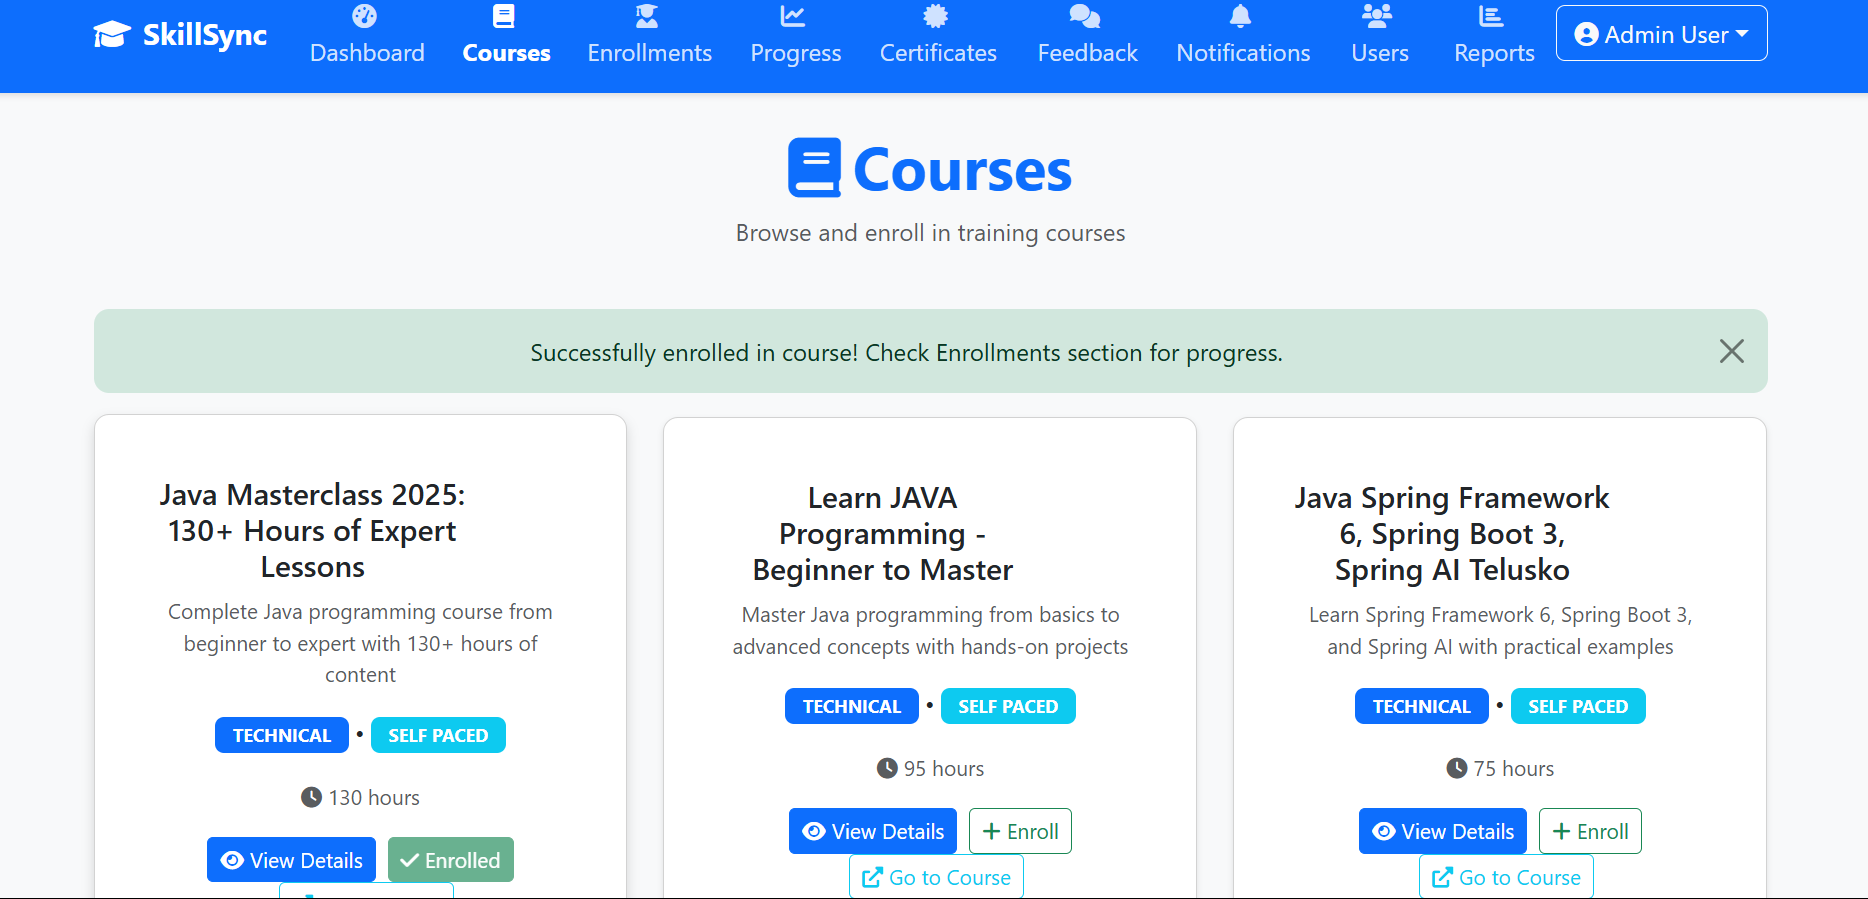 SkillSync
Dashboard
Courses
Enrollments
Progress
Certificates
Feedback
Notifications
Users
Reports
Admin User
Courses
Browse and enroll in training courses
Successfully enrolled in course! Check Enrollments section for progress.
Java Masterclass 2025:
130+ Hours of Expert
Lessons
Complete Java programming course from
beginner to expert with 130+ hours of
content
TECHNICAL • SELF PACED
130 hours
View Details
Enrolled
Learn JAVA
Programming -
Beginner to Master
Master Java programming from basics to
advanced concepts with hands-on projects
TECHNICAL • SELF PACED
95 hours
View Details
Enroll
Go to Course
Java Spring Framework
6, Spring Boot 3,
Spring AI Telusko
Learn Spring Framework 6, Spring Boot 3,
and Spring AI with practical examples
TECHNICAL • SELF PACED
75 hours
View Details
Enroll
Go to Course